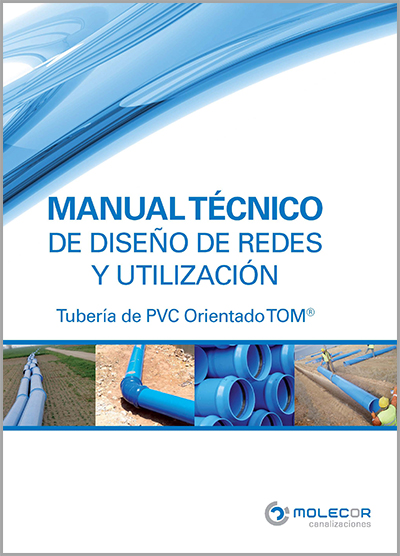 MANUAL TÉCNICO
DE DISEÑO DE REDES
Y UTILIZACIÓN
Tubería de PVC Orientado TOM®
MOLECOR
canalizaciones